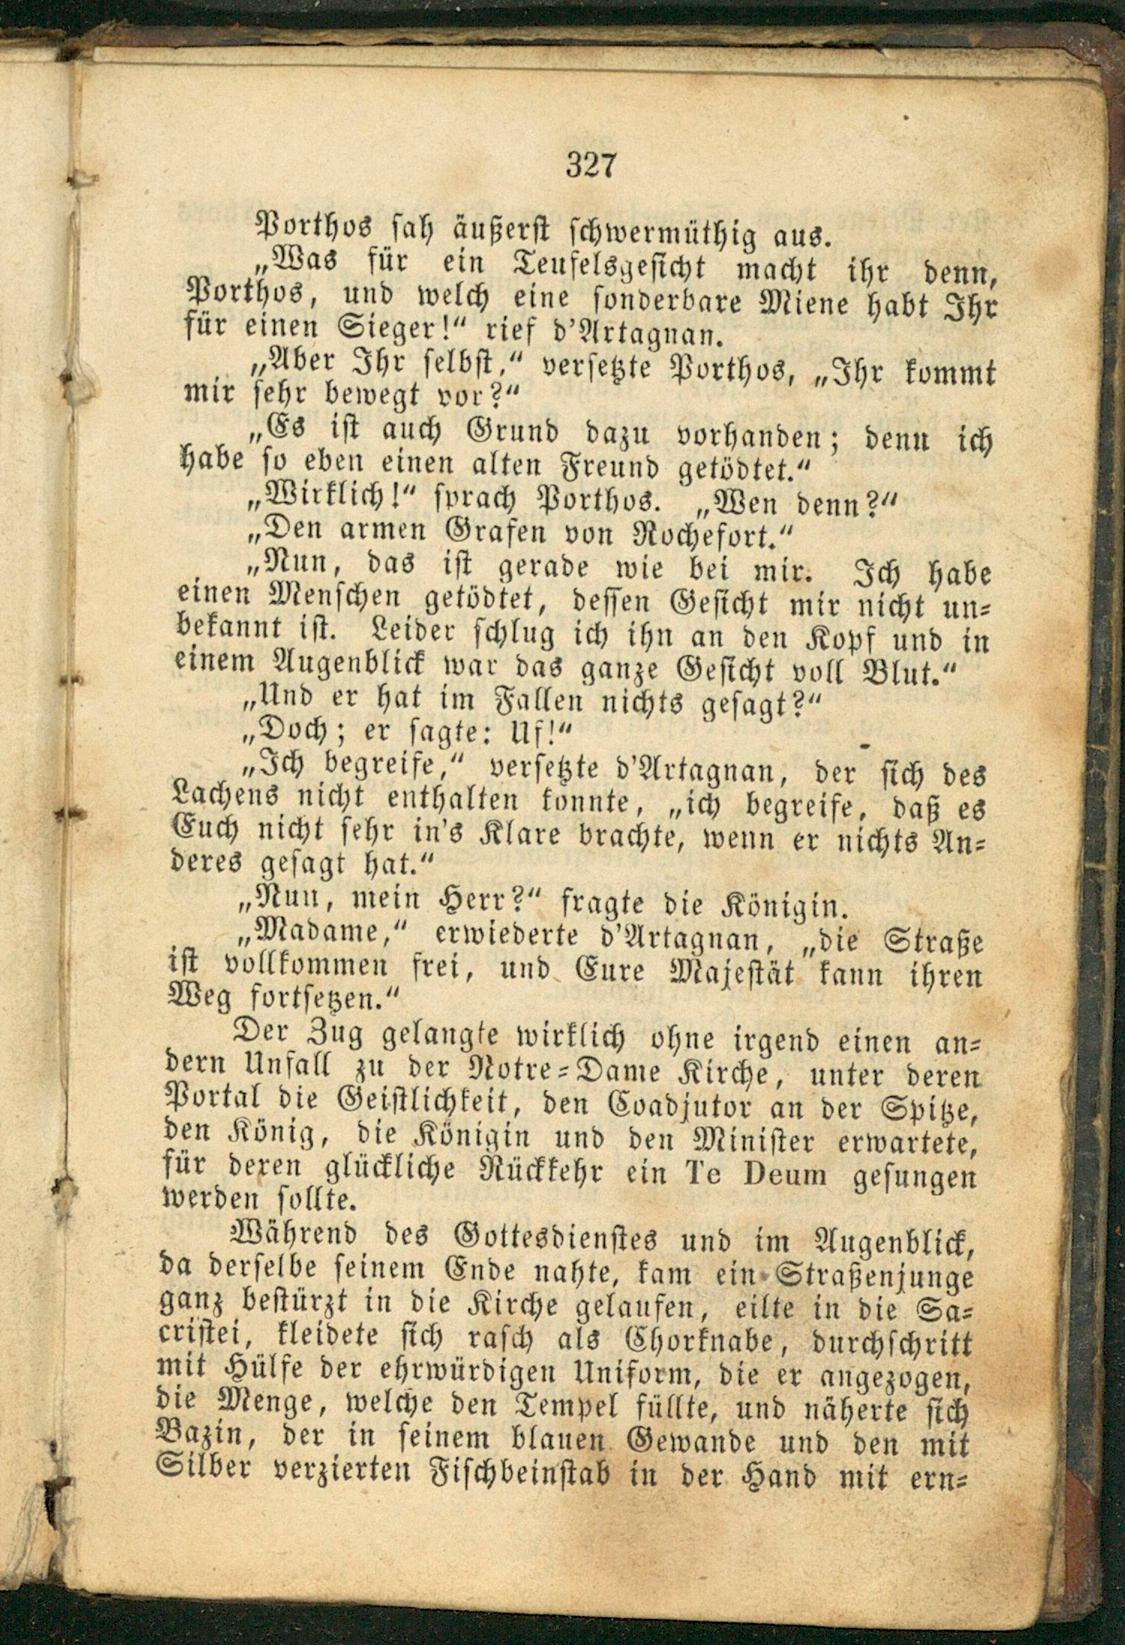 327
Porthos sah äußerst schwermüthig aus.
„Was für ein Teufelsgesicht macht ihr denn,
Porthos, und welch eine sonderbare Miene habt Ihr
für einen Sieger!“ rief d'Artagnan.
„Aber Ihr selbst,“ versetzte Porthos, „Ihr kommt
mir sehr bewegt vor?“
„Es ist auch Grund dazu vorhanden; denn ich
habe so eben einen alten Freund getödtet.“
„Wirklich!“ sprach Porthos. „Wen denn?“
„Den armen Grafen von Rochefort.“
„Nun, das ist gerade wie bei mir. Ich habe
einen Menschen getödtet, dessen Gesicht mir nicht un-
bekannt ist. Leider schlug ich ihn an den Kopf und in
einem Augenblick war das ganze Gesicht voll Blut.“
„Und er hat im Fallen nichts gesagt?“
„Doch; er sagte: Uf!“
„Ich begreife,“ versetzte d'Artagnan, der sich des
Lachens nicht enthalten konnte, „ich begreife, daß es
Euch nicht sehr in's Klare brachte, wenn er nichts An-
deres gesagt hat.“
„Nun, mein Herr?“ fragte die Königin.
„Madame,“ erwiederte d'Artagnan, „die Straße
ist vollkommen frei, und Eure Majestät kann ihren
Weg fortsetzen.“
Der Zug gelangte wirklich ohne irgend einen an-
dern Unfall zu der Notre-Dame Kirche, unter deren
Portal die Geistlichkeit, den Coadjutor an der Spitze,
den König, die Königin und den Minister erwartete,
für deren glückliche Rückkehr ein Te Deum gesungen
werden sollte.
Während des Gottesdienstes und im Augenblick,
da derselbe seinem Ende nahte, kam ein Straßenjunge
ganz bestürzt in die Kirche gelaufen, eilte in die Sa-
cristei, kleidete sich rasch als Chorknabe, durchschritt
mit Hülfe der ehrwürdigen Uniform, die er angezogen,
die Menge, welche den Tempel füllte, und näherte sich
Bazin, der in seinem blauen Gewande und den mit
Silber verzierten Fischbeinstab in der Hand mit ern-